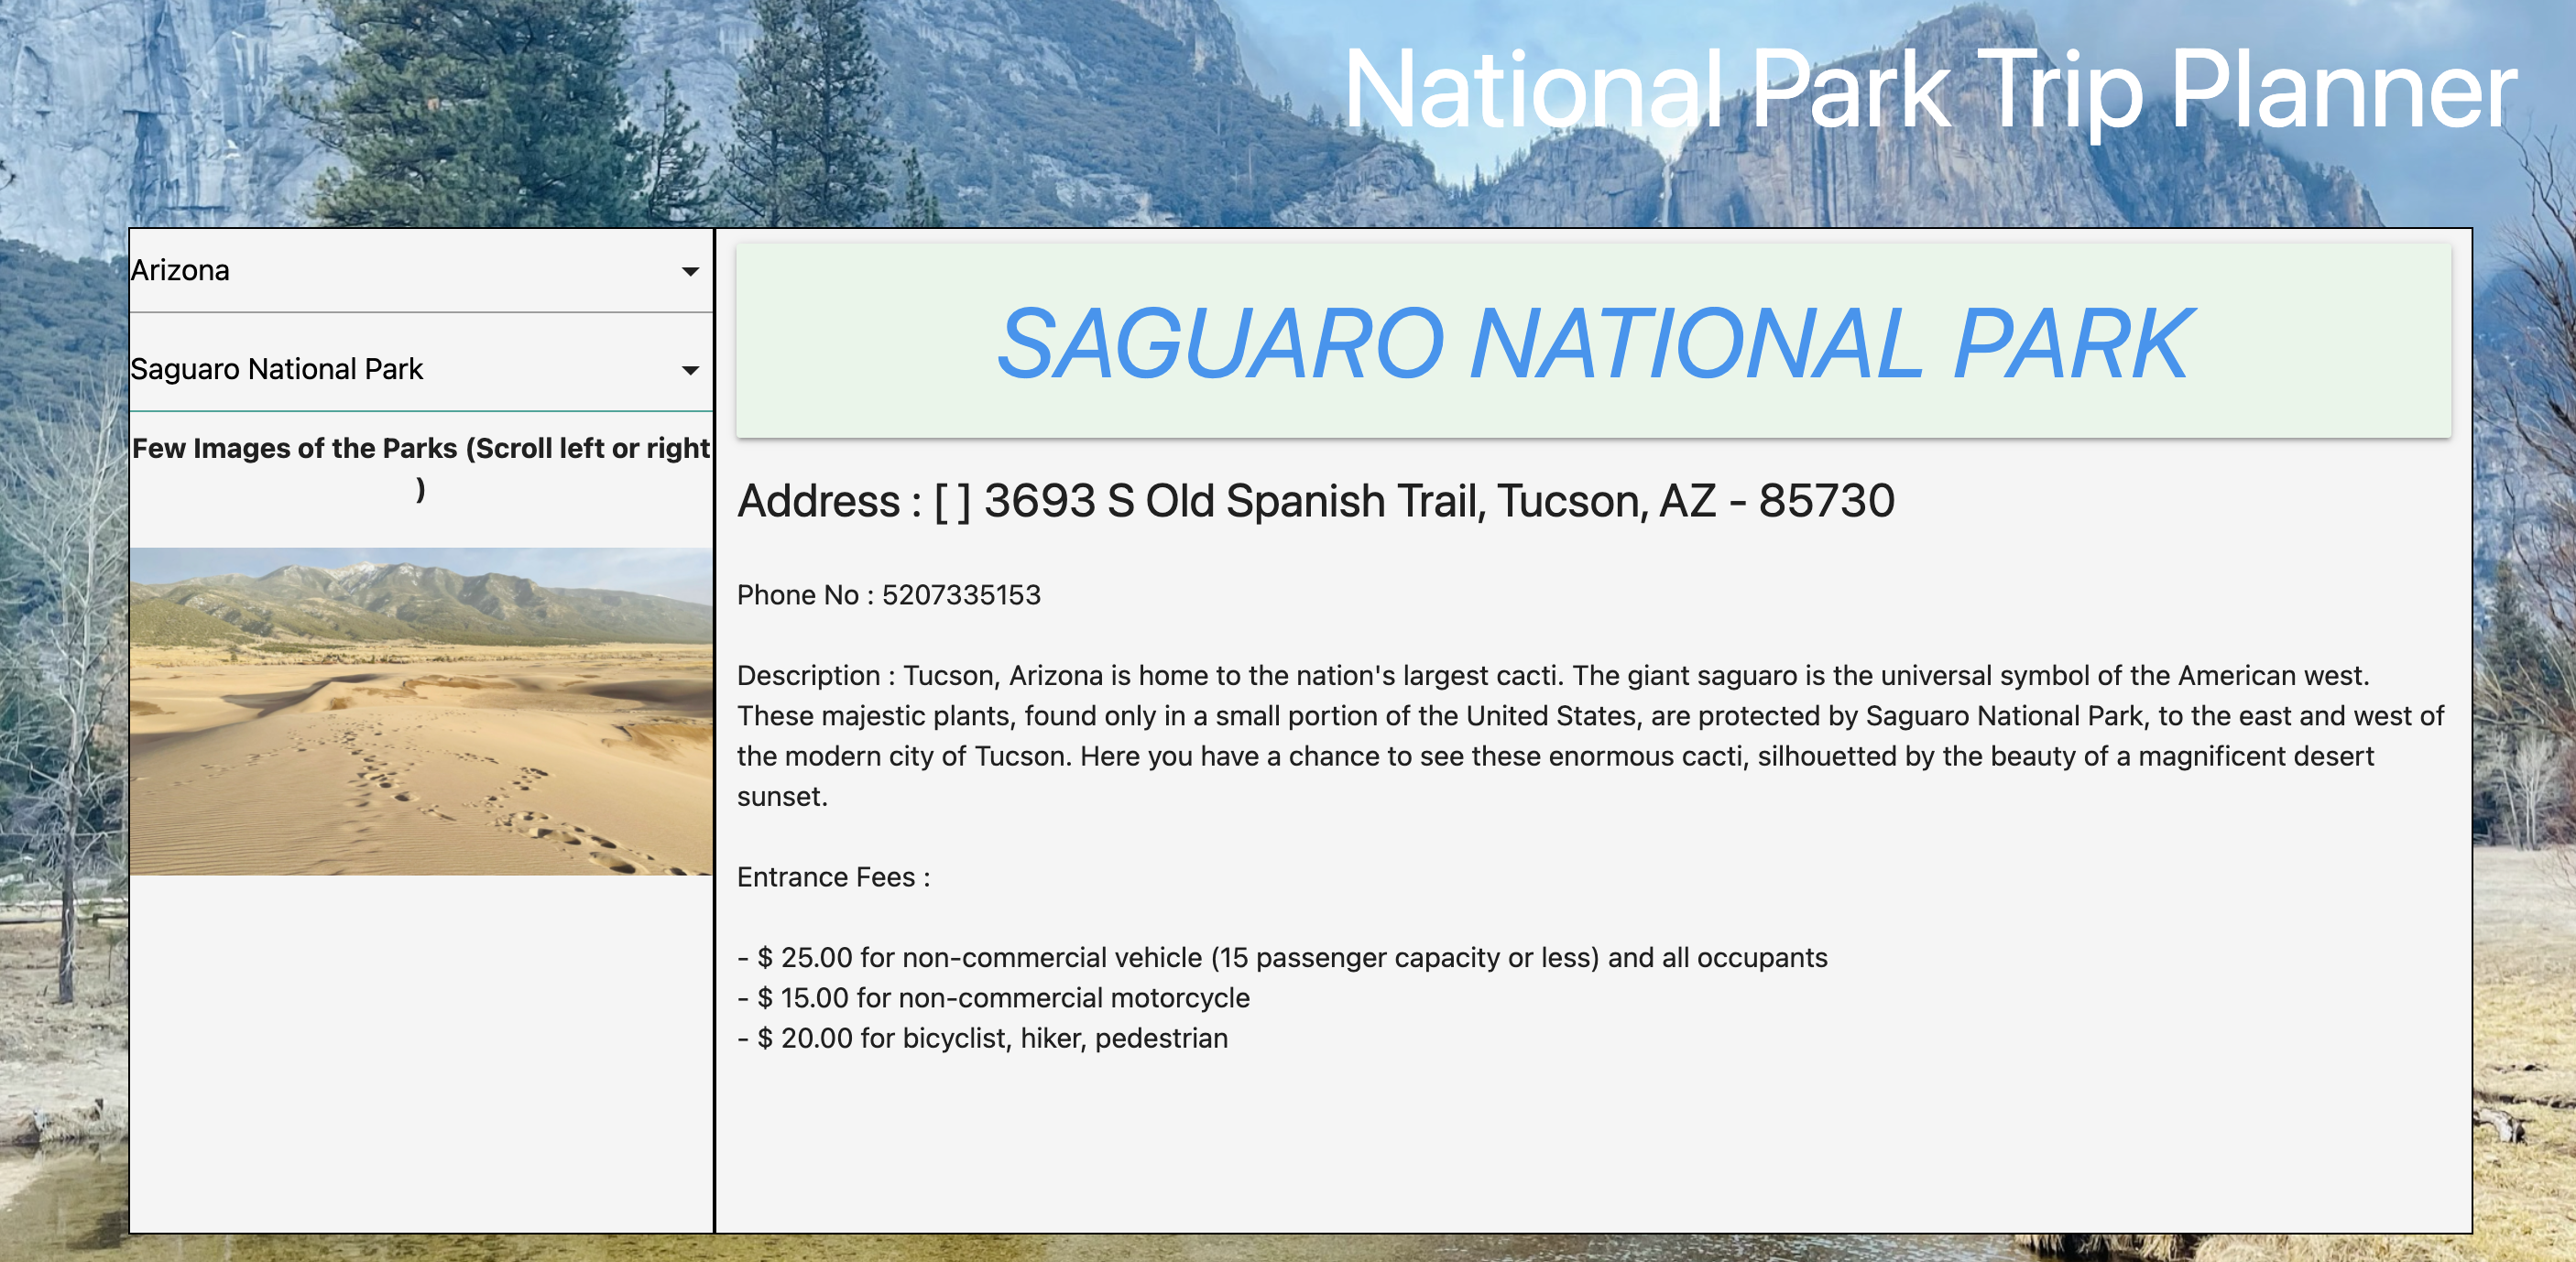 National Park Trip Planner
Arizona
Saguaro National Park
Few Images of the Parks (Scroll left or right
)
SAGUARO NATIONAL PARK
Address : [ ] 3693 S Old Spanish Trail, Tucson, AZ - 85730
Phone No : 5207335153
Description : Tucson, Arizona is home to the nation's largest cacti. The giant saguaro is the universal symbol of the American west.
These majestic plants, found only in a small portion of the United States, are protected by Saguaro National Park, to the east and west of
the modern city of Tucson. Here you have a chance to see these enormous cacti, silhouetted by the beauty of a magnificent desert
sunset.
Entrance Fees :
- $ 25.00 for non-commercial vehicle (15 passenger capacity or less) and all occupants
- $ 15.00 for non-commercial motorcycle
- $ 20.00 for bicyclist, hiker, pedestrian